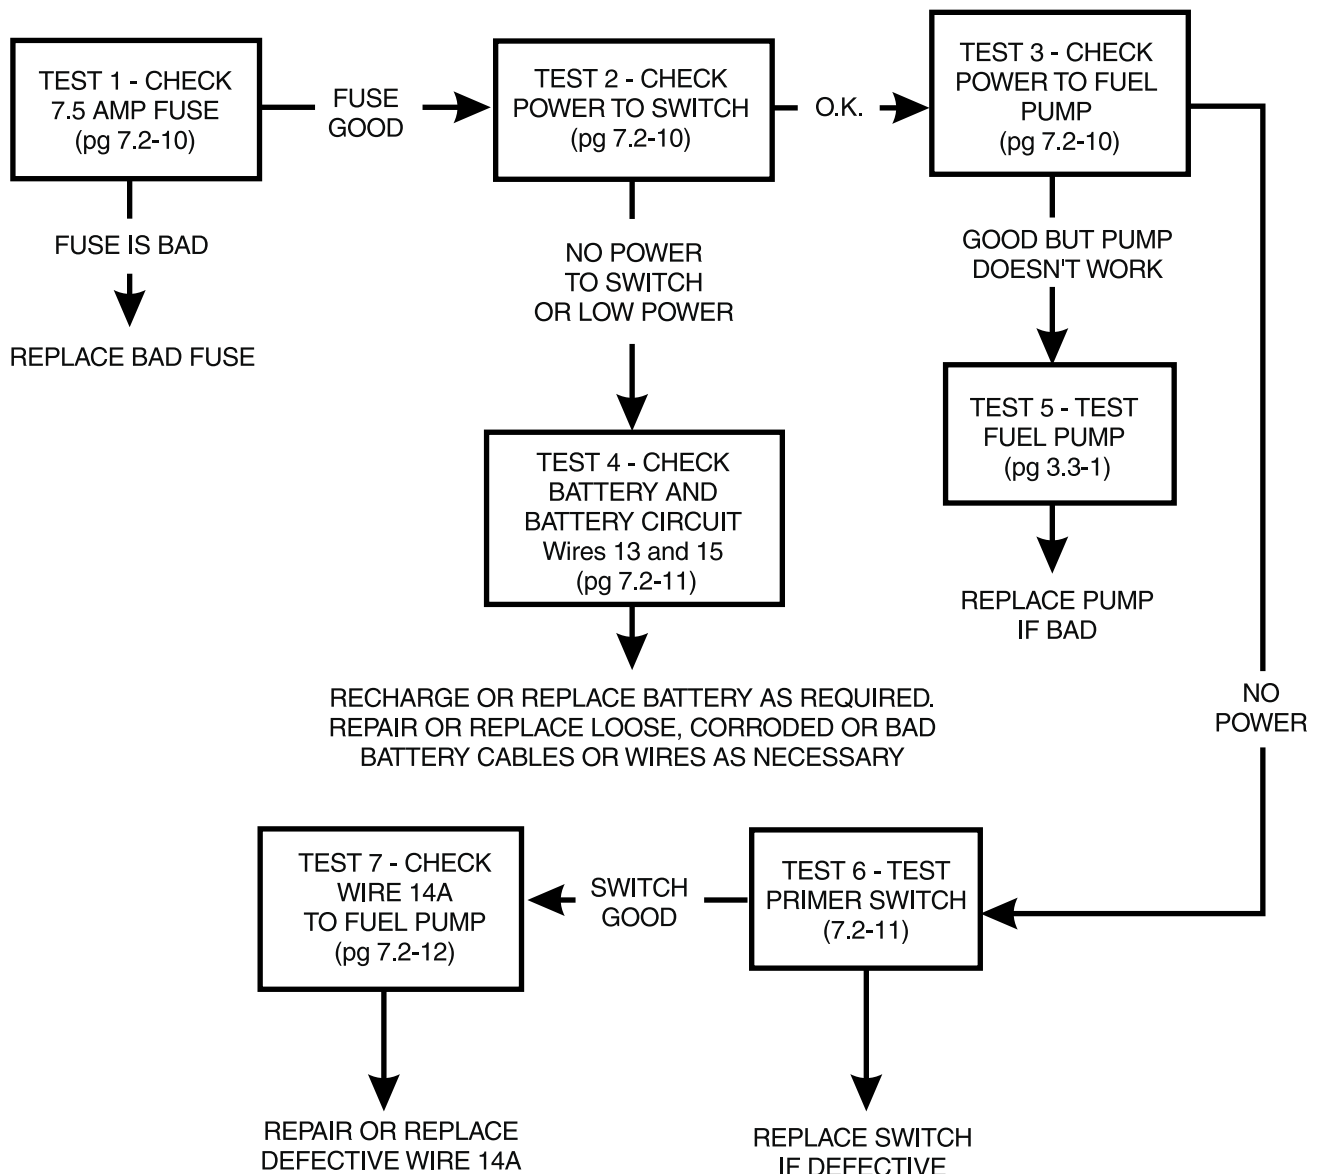 TEST 1 - CHECK
7.5 AMP FUSE
(pg 7.2-10)
FUSE
GOOD
TEST 2 - CHECK
POWER TO SWITCH
(pg 7.2-10)
O.K.
TEST 3 - CHECK
POWER TO FUEL
PUMP
(pg 7.2-10)
FUSE IS BAD
REPLACE BAD FUSE
NO POWER
TO SWITCH
OR LOW POWER
GOOD BUT PUMP
DOESN'T WORK
TEST 4 - CHECK
BATTERY AND
BATTERY CIRCUIT
Wires 13 and 15
(pg 7.2-11)
TEST 5 - TEST
FUEL PUMP
(pg 3.3-1)
REPLACE PUMP
IF BAD
RECHARGE OR REPLACE BATTERY AS REQUIRED.
REPAIR OR REPLACE LOOSE, CORRODED OR BAD
BATTERY CABLES OR WIRES AS NECESSARY
NO
POWER
TEST 7 - CHECK
WIRE 14A
TO FUEL PUMP
(pg 7.2-12)
SWITCH
GOOD
TEST 6 - TEST
PRIMER SWITCH
(7.2-11)
REPAIR OR REPLACE
DEFECTIVE WIRE 14A
REPLACE SWITCH
IF DEFECTIVE